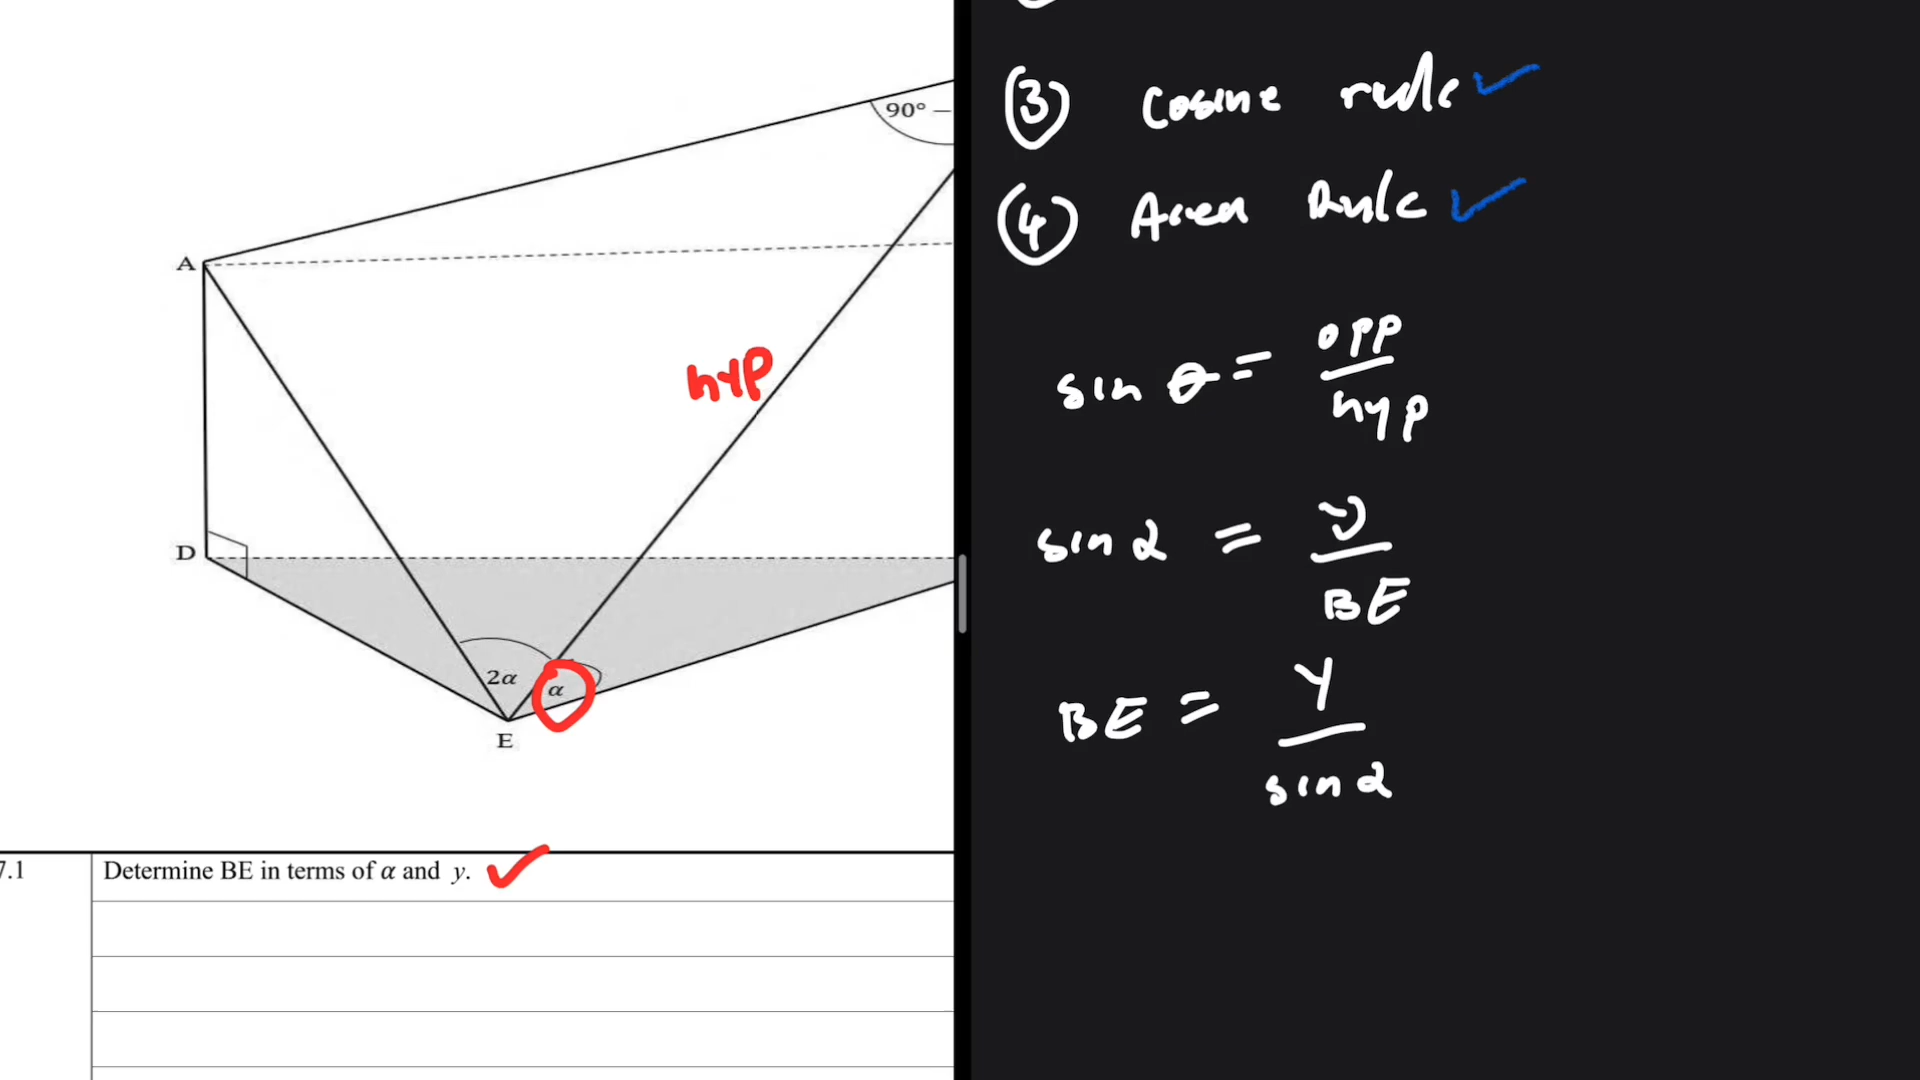 90° –
A
hyp
D
2α
α
E
7.1 Determine BE in terms of α and y. ✓
③ Cosine rule ✓
④ Area Rule ✓
sin θ = opp/hyp
sin α = y/BE
BE = y/sin α